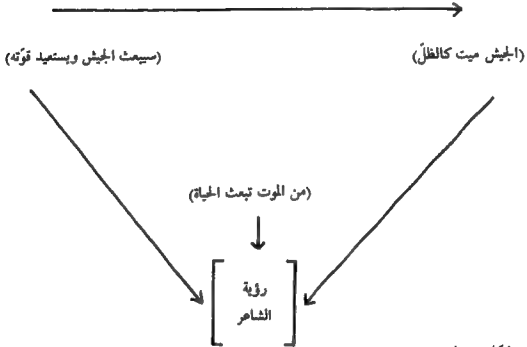 (الجيش ميت كالظلّ)
(سيبعث الجيش ويستعيد قوّته)
(من الموت تبعث الحياة)
رؤية
الشاعر